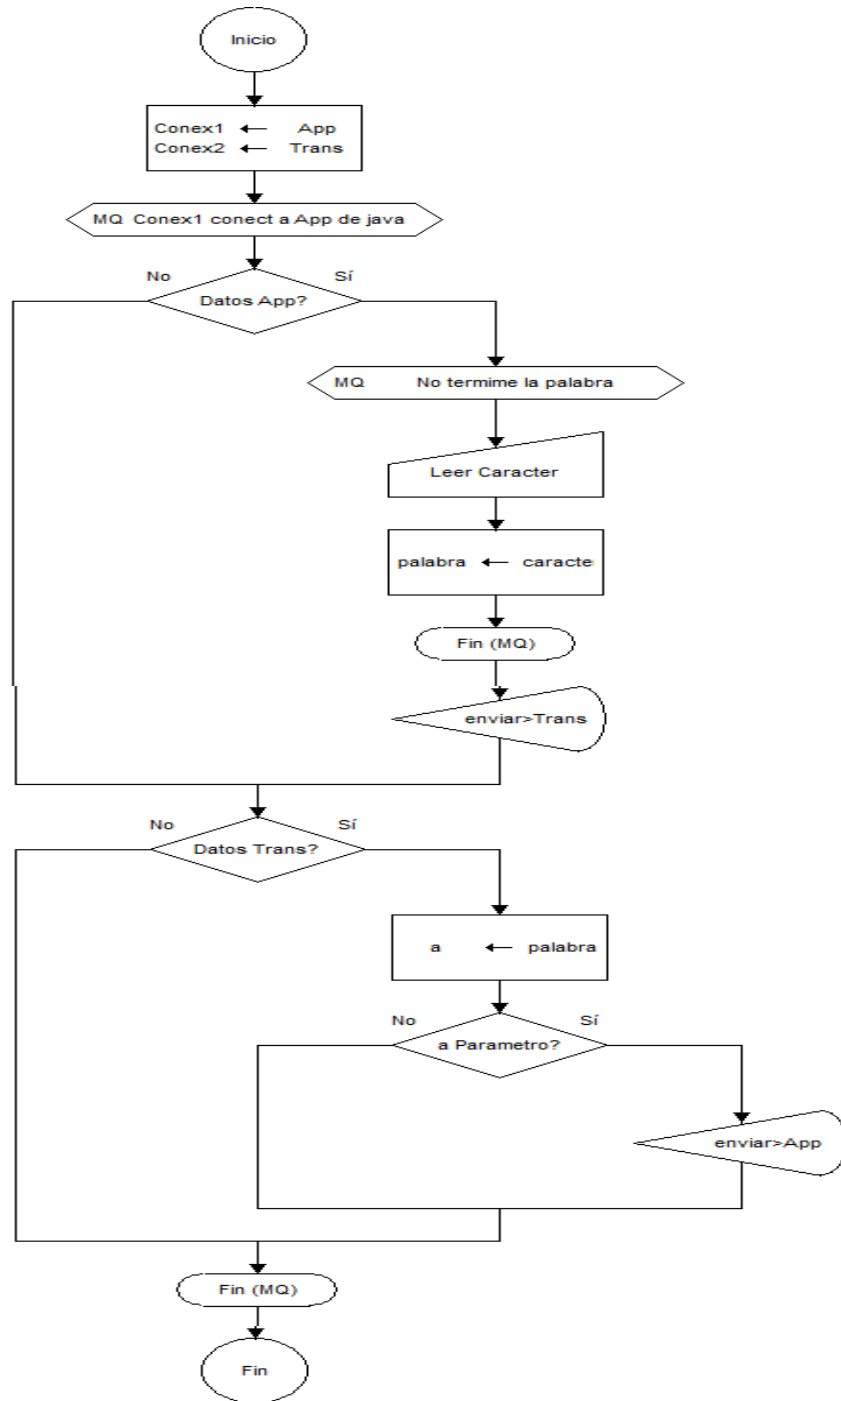 Inicio
Conex1 ← App
Conex2 ← Trans
MQ Conex1 conect a App de java
No Sí
Datos App?
MQ No termime la palabra
Leer Caracter
palabra ← caracte
Fin (MQ)
enviar>Trans
No Sí
Datos Trans?
a ← palabra
No Sí
a Parametro?
enviar>App
Fin (MQ)
Fin